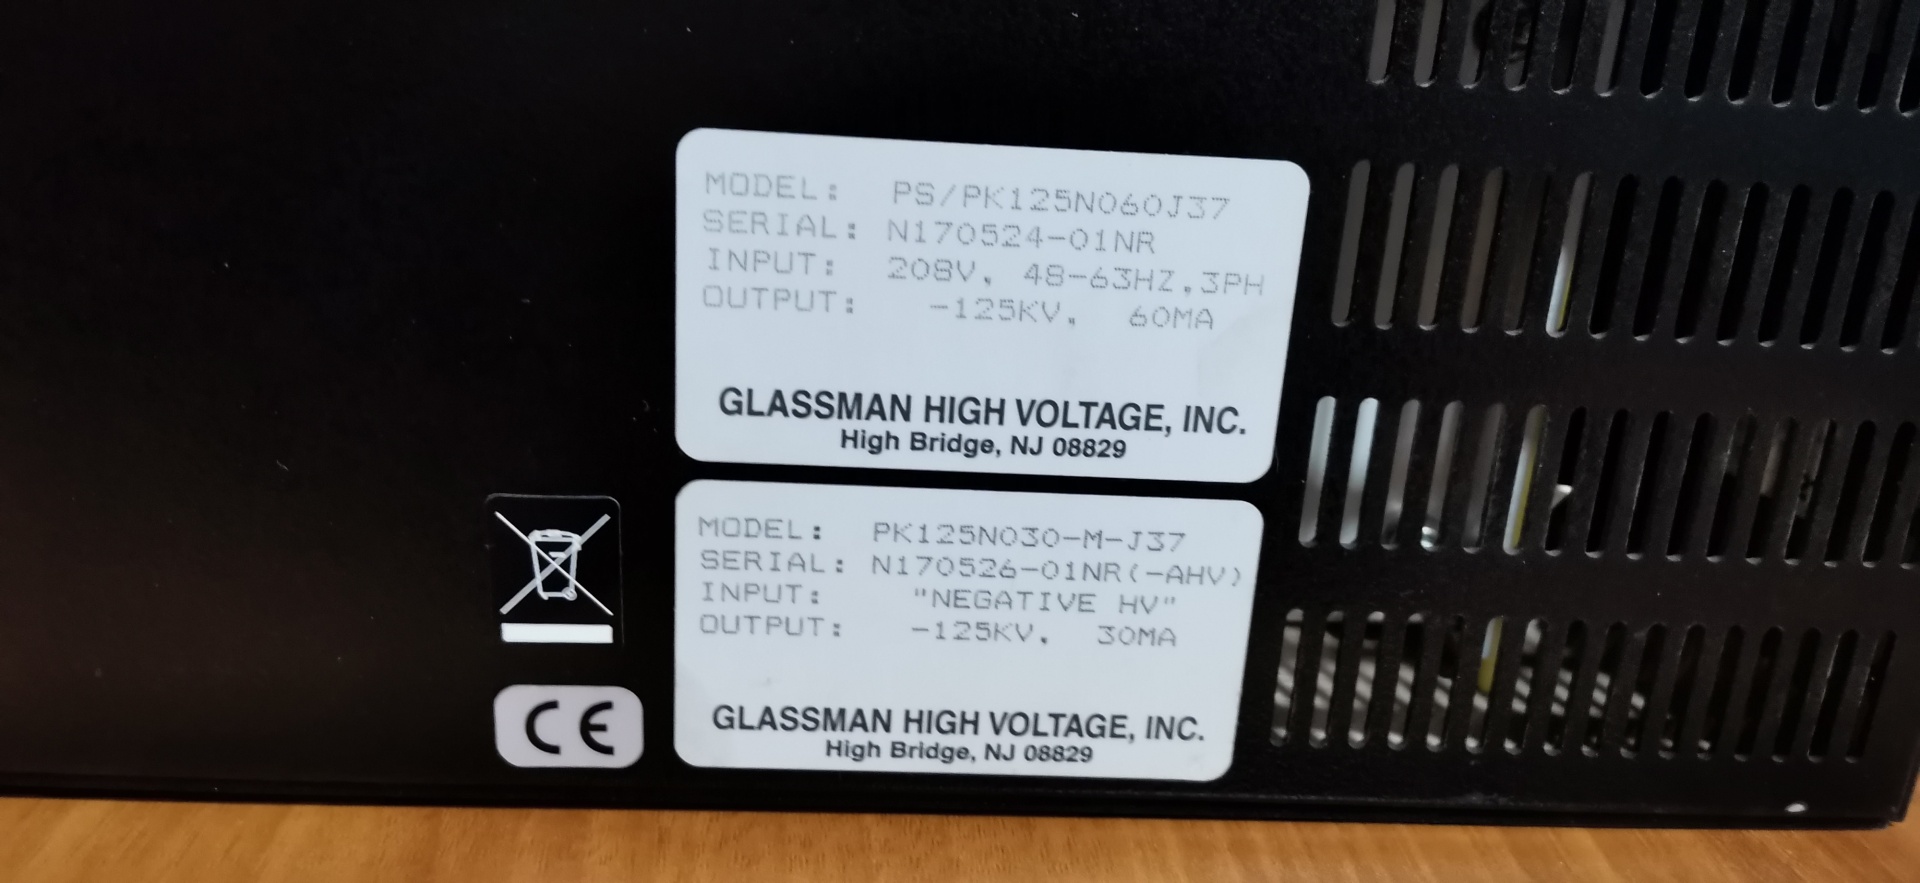 MODEL: PS/PK125N060J37
SERIAL: N170524-01NR
INPUT: 208V, 48-63HZ,3PH
OUTPUT: -125KV, 60MA
GLASSMAN HIGH VOLTAGE, INC.
High Bridge, NJ 08829
MODEL: PK125N030-M-J37
SERIAL: N170526-01NR(-AHV)
INPUT: "NEGATIVE HV"
OUTPUT: -125KV, 30MA
GLASSMAN HIGH VOLTAGE, INC.
High Bridge, NJ 08829
CE